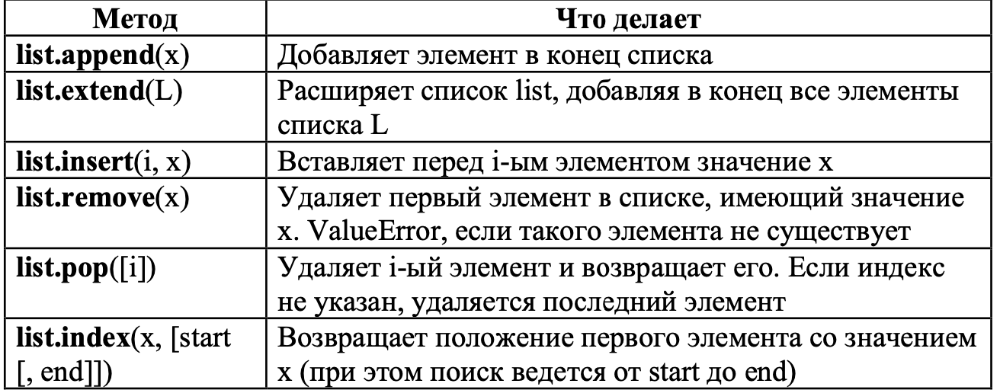 Метод Что делает
list.append(x) Добавляет элемент в конец списка
list.extend(L) Расширяет список list, добавляя в конец все элементы
списка L
list.insert(i, x) Вставляет перед i-ым элементом значение x
list.remove(x) Удаляет первый элемент в списке, имеющий значение
x. ValueError, если такого элемента не существует
list.pop([i]) Удаляет i-ый элемент и возвращает его. Если индекс
не указан, удаляется последний элемент
list.index(x, [start Возвращает положение первого элемента со значением
[, end]]) x (при этом поиск ведется от start до end)